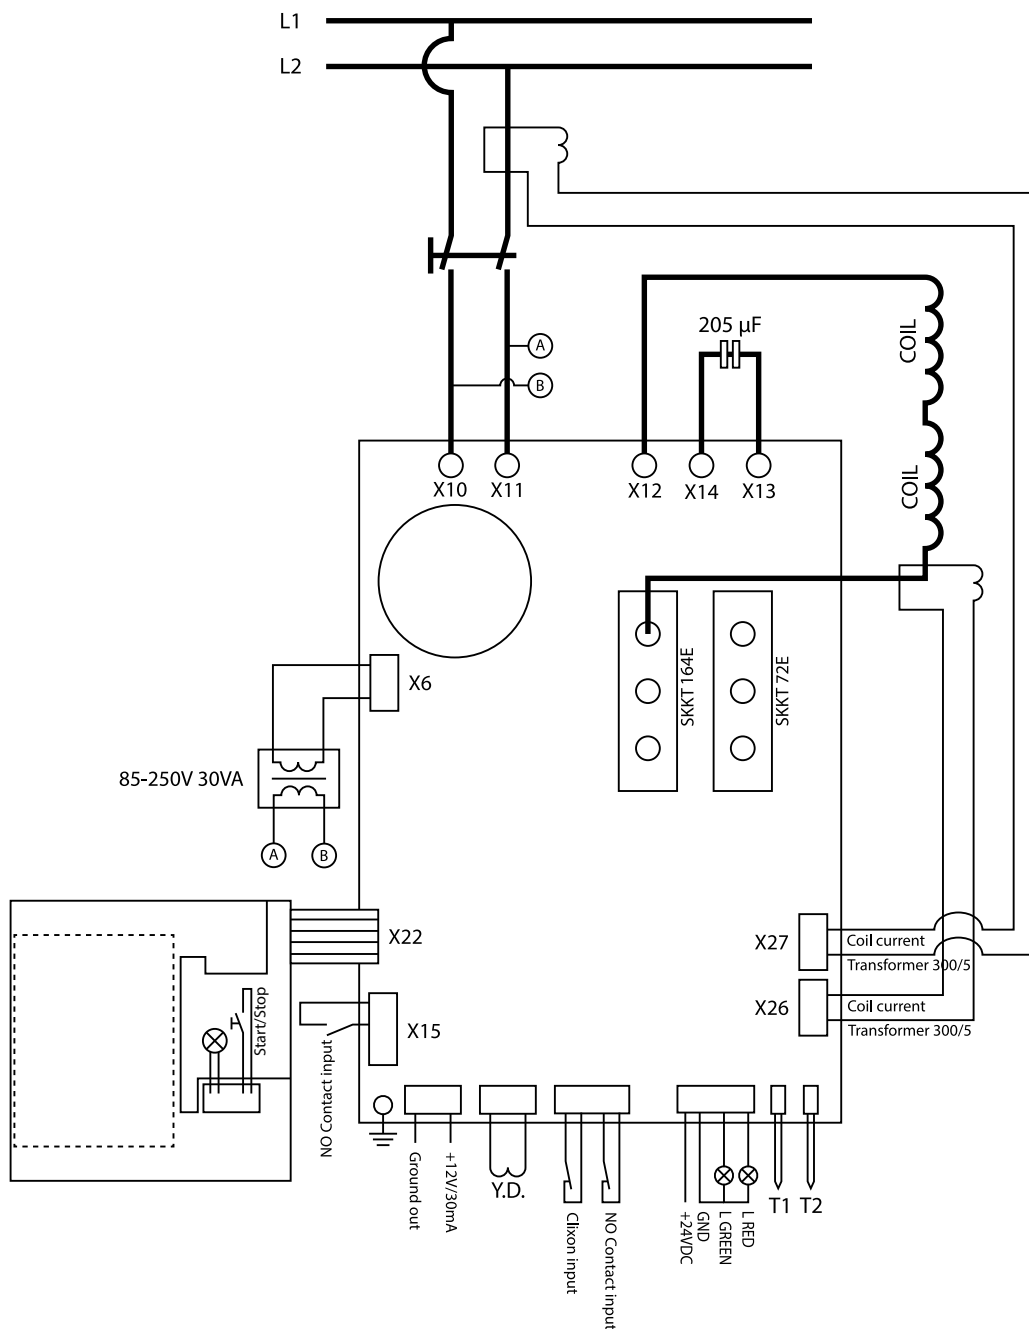 L1
L2
205 µF
COIL
COIL
A
B
X10
X11
X12
X14
X13
SKKT 164E
SKKT 72E
X6
85-250V 30VA
A
B
X22
X27
Coil current
Transformer 300/5
X26
Coil current
Transformer 300/5
X15
Start/Stop
NO Contact input
Ground out
+12V/30mA
Y.D.
Clixon input
NO Contact input
+24VDC
GND
L GREEN
L RED
T1
T2